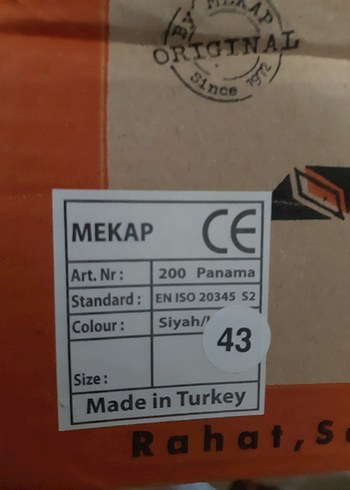 BY MEKAP
ORIGINAL
Since 1972
MEKAP CE
Art. Nr : 200 Panama
Standard : EN ISO 20345 S2
Colour : Siyah/
43
Size :
Made in Turkey
Rahat,